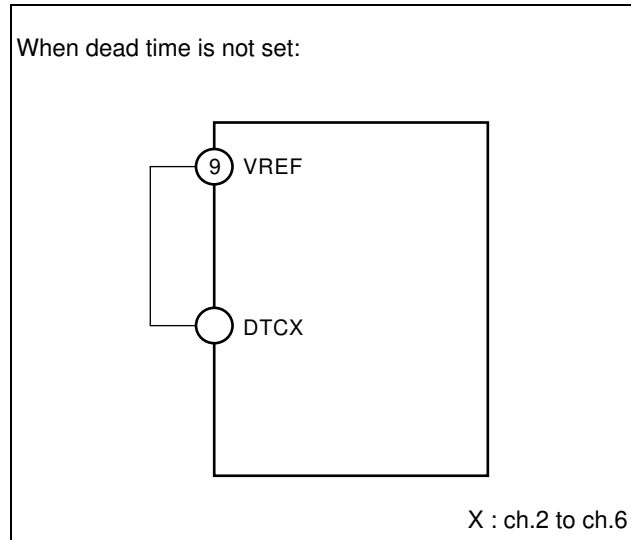 When dead time is not set:
9 VREF
DTCX
X : ch.2 to ch.6